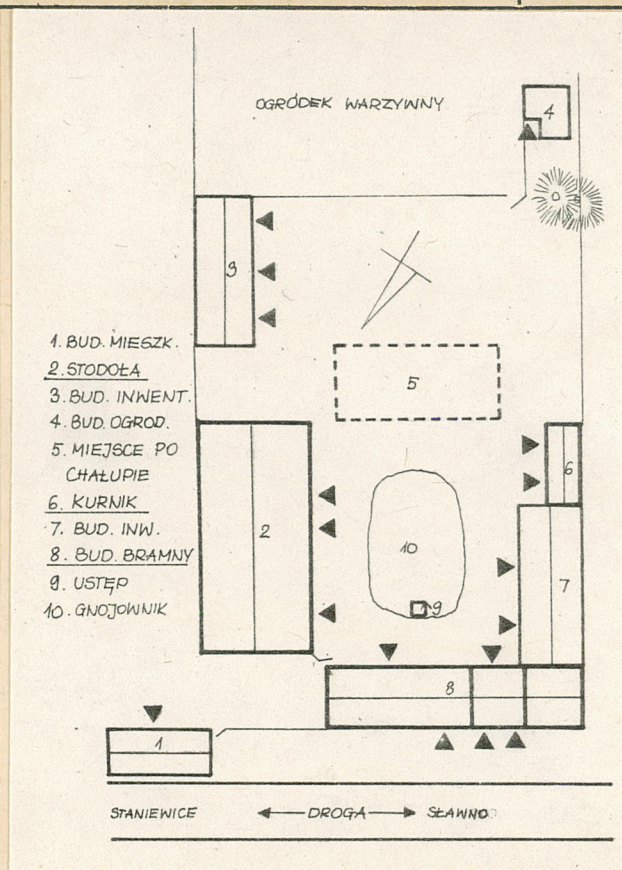 OGRÓDEK WARZYWNY
4
3
1. BUD. MIESZK.
2. STODOŁA
3. BUD. INWENT.
4. BUD. OGROD.
5. MIEJSCE PO
CHAŁUPIE
6. KURNIK
7. BUD. INW.
8. BUD. BRAMNY
9. USTĘP
10. GNOJOWNIK
5
6
2
10
7
9
8
1
STANIEWICE DROGA SŁAWNO